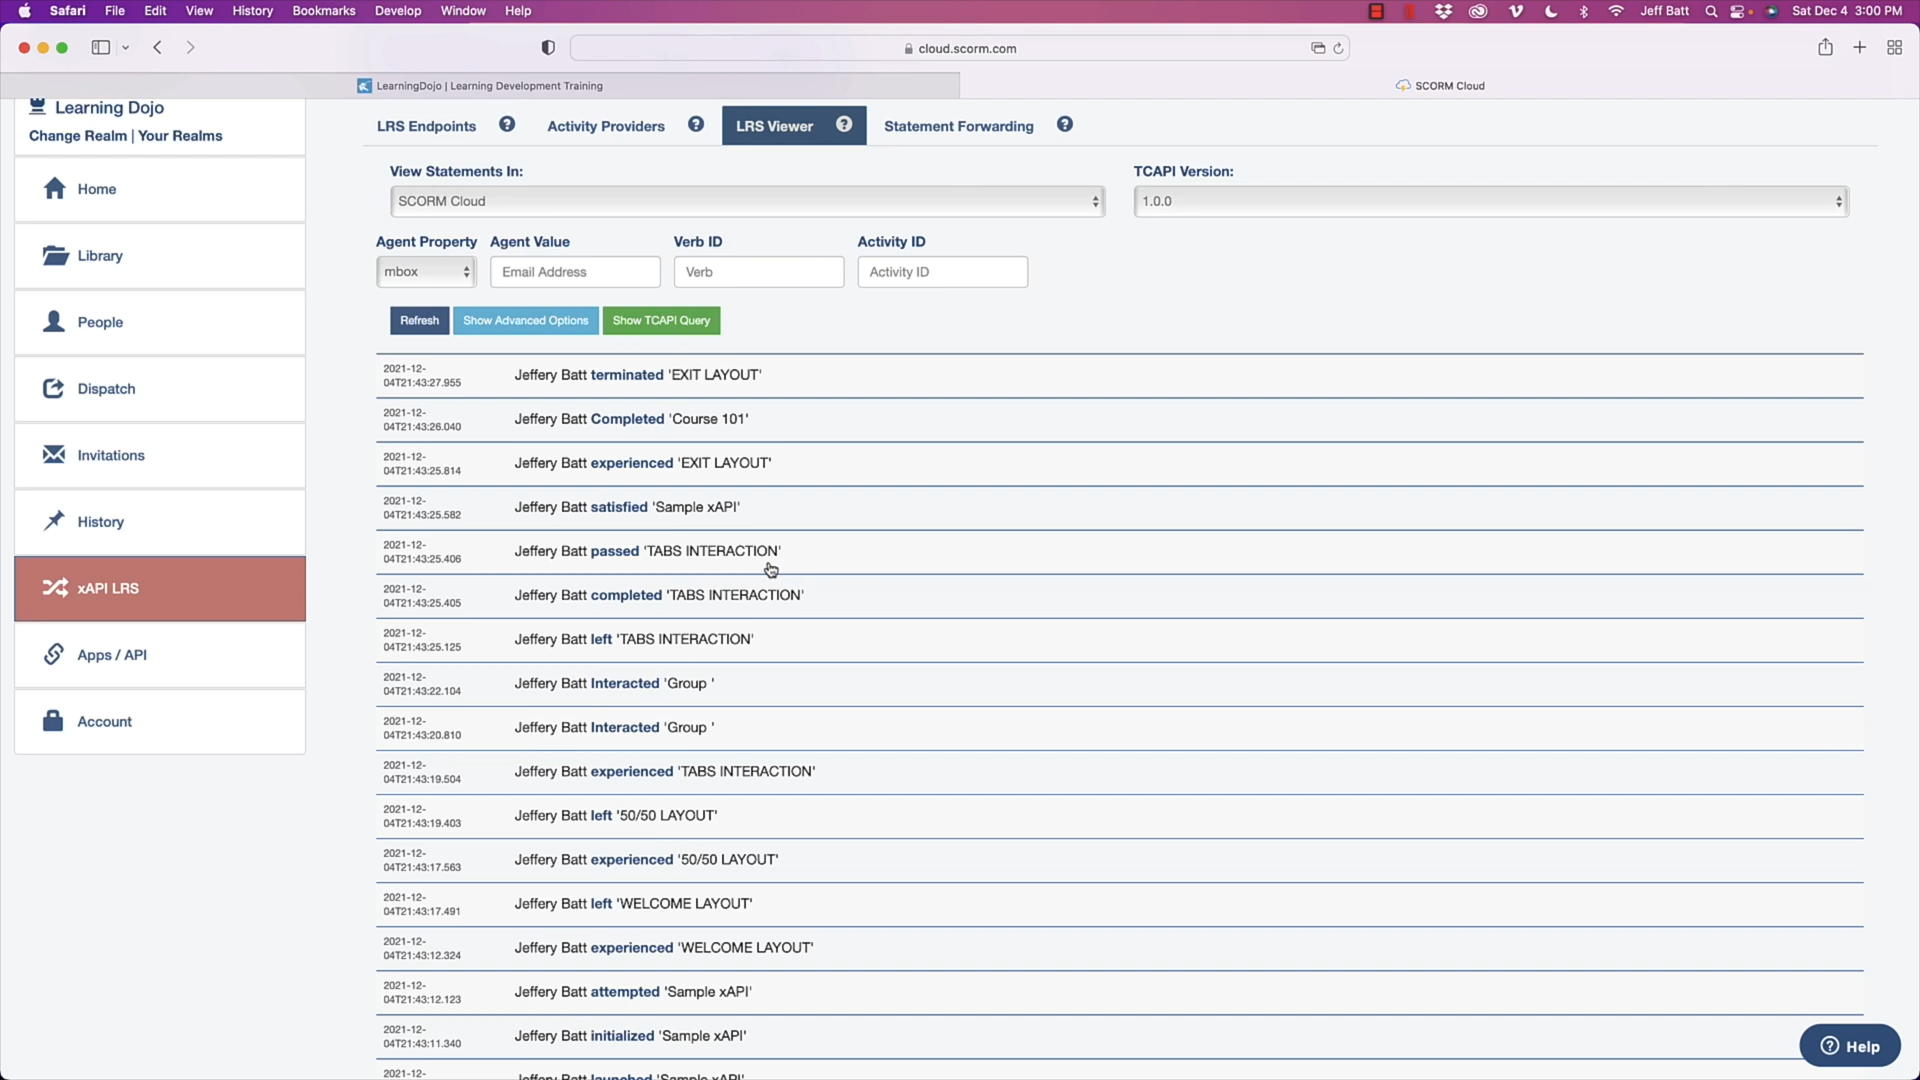 Safari File Edit View History Bookmarks Develop Window Help Jeff Batt Sat Dec 4 3:00 PM
cloud.scorm.com
LearningDojo | Learning Development Training SCORM Cloud
Learning Dojo
Change Realm | Your Realms
Home
Library
People
Dispatch
Invitations
History
xAPI LRS
Apps / API
Account
LRS Endpoints ? Activity Providers ? LRS Viewer ? Statement Forwarding ?
View Statements In: TCAPI Version:
SCORM Cloud 1.0.0
Agent Property Agent Value Verb ID Activity ID
mbox Email Address Verb Activity ID
Refresh Show Advanced Options Show TCAPI Query
2021-12-
04T21:43:27.955 Jeffery Batt terminated 'EXIT LAYOUT'
2021-12-
04T21:43:26.040 Jeffery Batt Completed 'Course 101'
2021-12-
04T21:43:25.814 Jeffery Batt experienced 'EXIT LAYOUT'
2021-12-
04T21:43:25.582 Jeffery Batt satisfied 'Sample xAPI'
2021-12-
04T21:43:25.406 Jeffery Batt passed 'TABS INTERACTION'
2021-12-
04T21:43:25.405 Jeffery Batt completed 'TABS INTERACTION'
2021-12-
04T21:43:25.125 Jeffery Batt left 'TABS INTERACTION'
2021-12-
04T21:43:22.104 Jeffery Batt Interacted 'Group '
2021-12-
04T21:43:20.810 Jeffery Batt Interacted 'Group '
2021-12-
04T21:43:19.504 Jeffery Batt experienced 'TABS INTERACTION'
2021-12-
04T21:43:19.403 Jeffery Batt left '50/50 LAYOUT'
2021-12-
04T21:43:17.563 Jeffery Batt experienced '50/50 LAYOUT'
2021-12-
04T21:43:17.491 Jeffery Batt left 'WELCOME LAYOUT'
2021-12-
04T21:43:12.324 Jeffery Batt experienced 'WELCOME LAYOUT'
2021-12-
04T21:43:12.123 Jeffery Batt attempted 'Sample xAPI'
2021-12-
04T21:43:11.340 Jeffery Batt initialized 'Sample xAPI'
2021-12-
Jeffery Batt launched 'Sample xAPI'
? Help